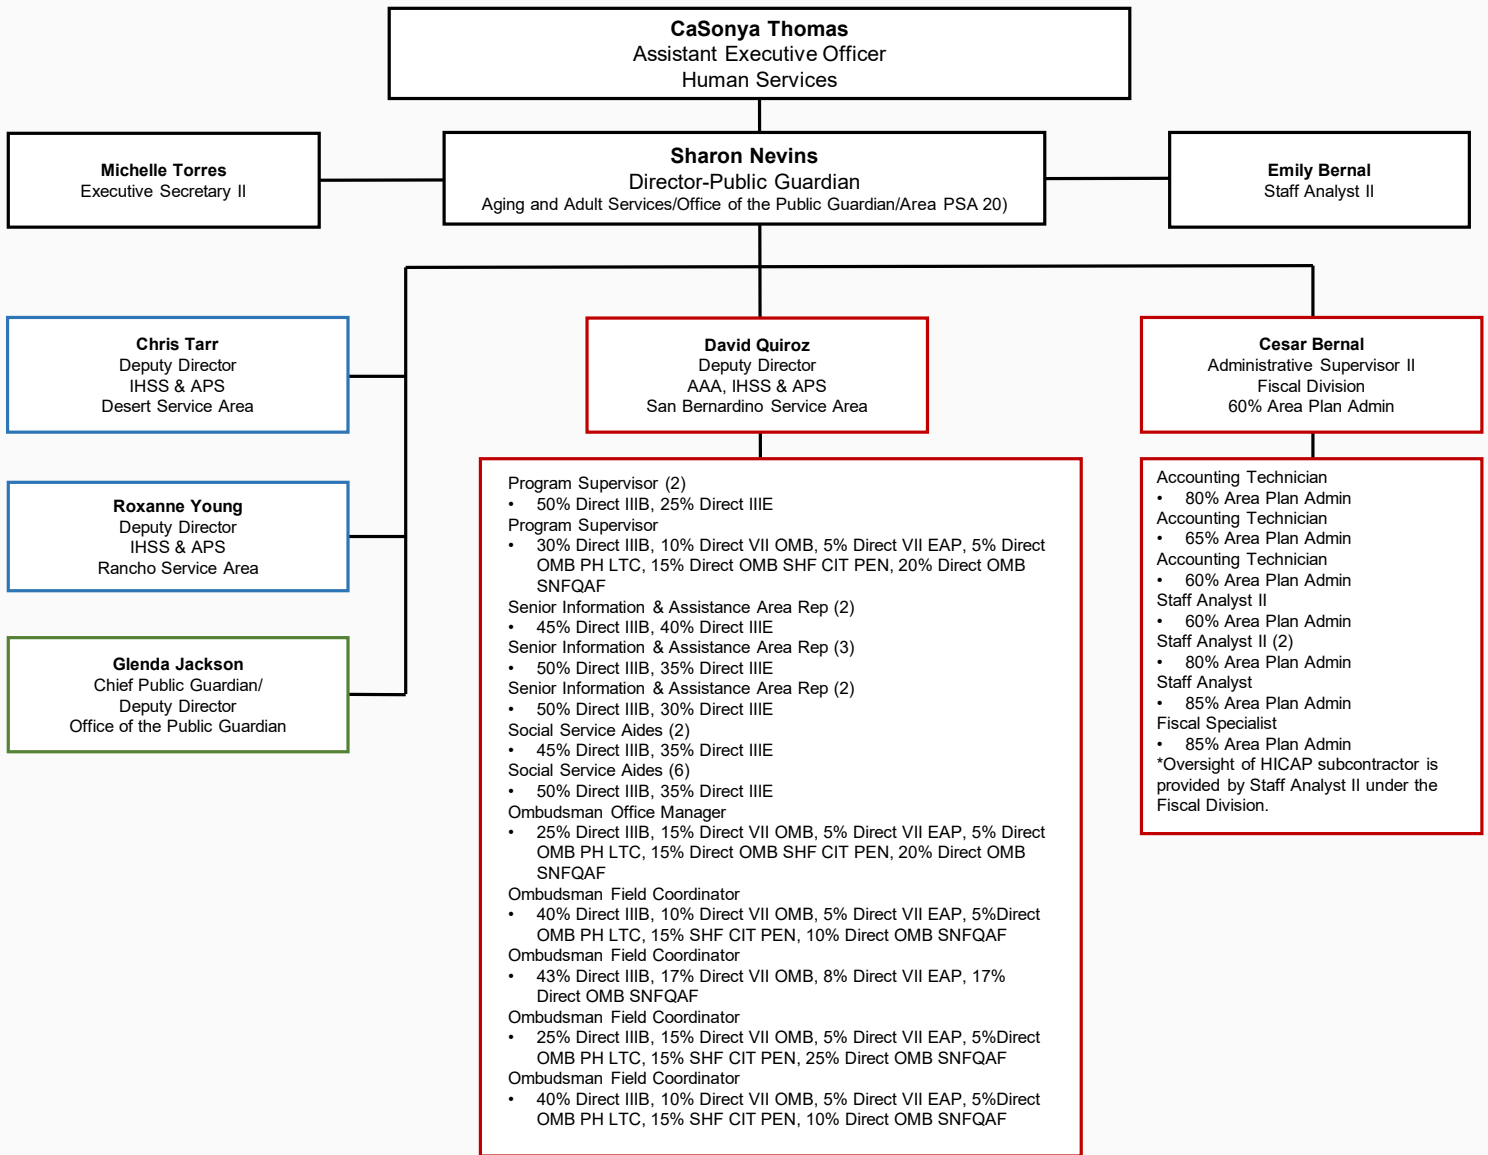 CaSonya Thomas
Assistant Executive Officer
Human Services
Michelle Torres
Executive Secretary II
Sharon Nevins
Director-Public Guardian
Aging and Adult Services/Office of the Public Guardian/Area PSA 20)
Emily Bernal
Staff Analyst II
Chris Tarr
Deputy Director
IHSS & APS
Desert Service Area
Roxanne Young
Deputy Director
IHSS & APS
Rancho Service Area
Glenda Jackson
Chief Public Guardian/
Deputy Director
Office of the Public Guardian
David Quiroz
Deputy Director
AAA, IHSS & APS
San Bernardino Service Area
Program Supervisor (2)
• 50% Direct IIIB, 25% Direct IIIE
Program Supervisor
• 30% Direct IIIB, 10% Direct VII OMB, 5% Direct VII EAP, 5% Direct
OMB PH LTC, 15% Direct OMB SHF CIT PEN, 20% Direct OMB
SNFQAF
Senior Information & Assistance Area Rep (2)
• 45% Direct IIIB, 40% Direct IIIE
Senior Information & Assistance Area Rep (3)
• 50% Direct IIIB, 35% Direct IIIE
Senior Information & Assistance Area Rep (2)
• 50% Direct IIIB, 30% Direct IIIE
Social Service Aides (2)
• 45% Direct IIIB, 35% Direct IIIE
Social Service Aides (6)
• 50% Direct IIIB, 35% Direct IIIE
Ombudsman Office Manager
• 25% Direct IIIB, 15% Direct VII OMB, 5% Direct VII EAP, 5% Direct
OMB PH LTC, 15% Direct OMB SHF CIT PEN, 20% Direct OMB
SNFQAF
Ombudsman Field Coordinator
• 40% Direct IIIB, 10% Direct VII OMB, 5% Direct VII EAP, 5%Direct
OMB PH LTC, 15% SHF CIT PEN, 10% Direct OMB SNFQAF
Ombudsman Field Coordinator
• 43% Direct IIIB, 17% Direct VII OMB, 8% Direct VII EAP, 17%
Direct OMB SNFQAF
Ombudsman Field Coordinator
• 25% Direct IIIB, 15% Direct VII OMB, 5% Direct VII EAP, 5%Direct
OMB PH LTC, 15% SHF CIT PEN, 25% Direct OMB SNFQAF
Ombudsman Field Coordinator
• 40% Direct IIIB, 10% Direct VII OMB, 5% Direct VII EAP, 5%Direct
OMB PH LTC, 15% SHF CIT PEN, 10% Direct OMB SNFQAF
Cesar Bernal
Administrative Supervisor II
Fiscal Division
60% Area Plan Admin
Accounting Technician
• 80% Area Plan Admin
Accounting Technician
• 65% Area Plan Admin
Accounting Technician
• 60% Area Plan Admin
Staff Analyst II
• 60% Area Plan Admin
Staff Analyst II (2)
• 80% Area Plan Admin
Staff Analyst
• 85% Area Plan Admin
Fiscal Specialist
• 85% Area Plan Admin
*Oversight of HICAP subcontractor is
provided by Staff Analyst II under the
Fiscal Division.